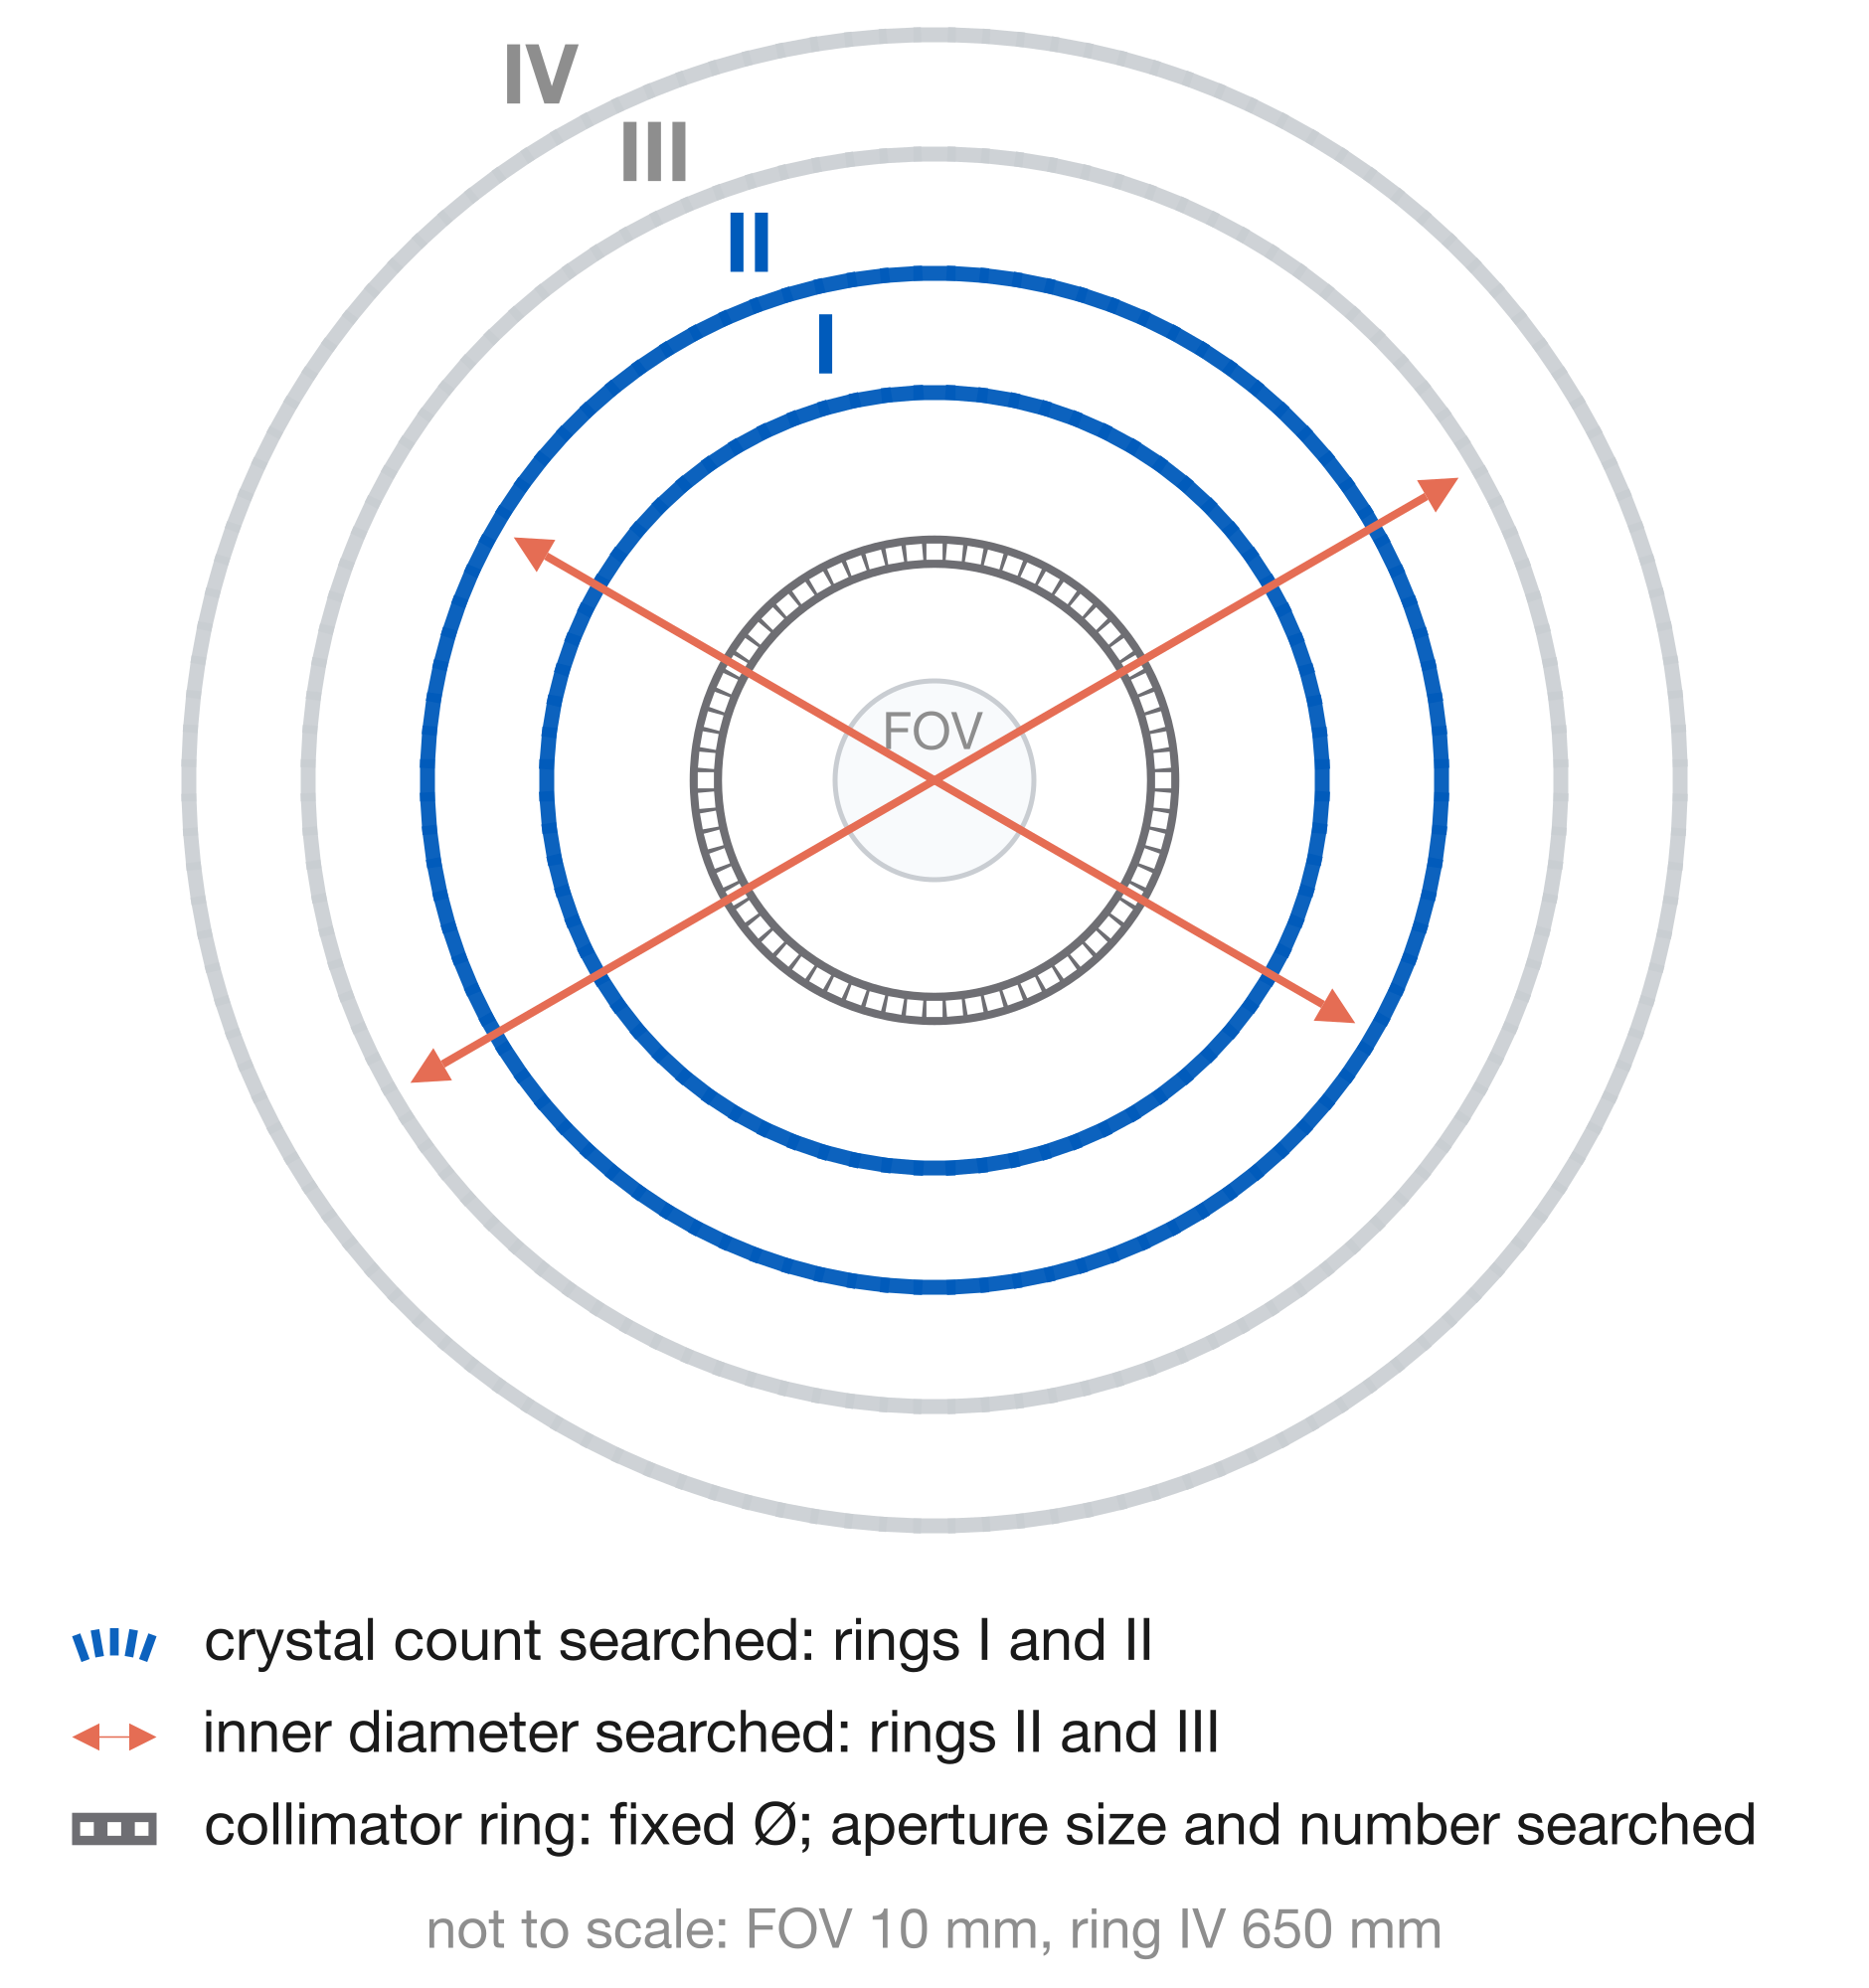 IV
III
II
I
FOV
crystal count searched: rings I and II
inner diameter searched: rings II and III
collimator ring: fixed Ø; aperture size and number searched
not to scale: FOV 10 mm, ring IV 650 mm